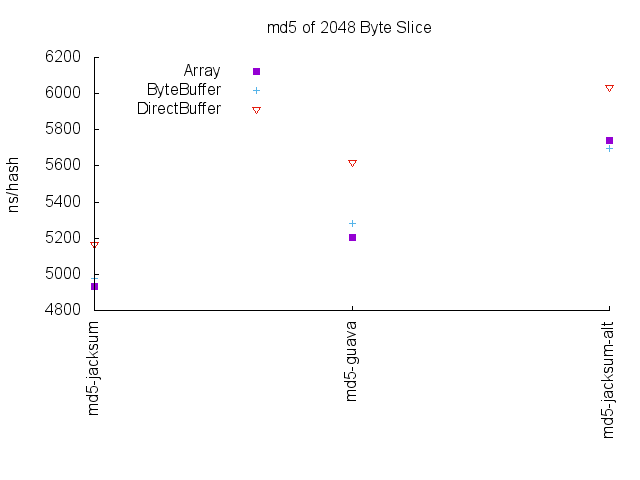 md5 of 2048 Byte Slice
6200
6000
5800
5600
5400
5200
5000
4800
ns/hash
Array
ByteBuffer
DirectBuffer
md5-jacksum
md5-guava
md5-jacksum-alt